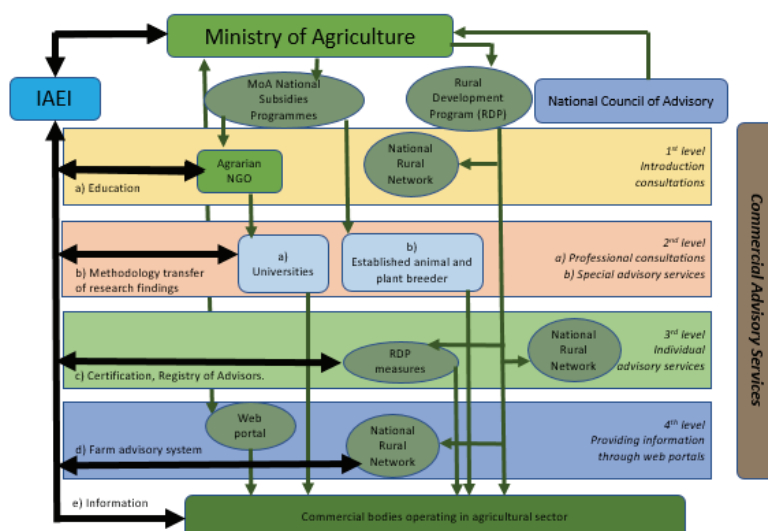 Ministry of Agriculture
IAEI
MoA National
Subsidies
Programmes
Rural
Development
Program (RDP)
National Council of Advisory
Agrarian
NGO
National
Rural
Network
1st level
Introduction
consultations
a) Education
a)
Universities
b)
Established animal and
plant breeder
2nd level
a) Professional consultations
b) Special advisory services
b) Methodology transfer
of research findings
RDP
measures
National
Rural
Network
3rd level
Individual
advisory services
c) Certification, Registry of Advisors.
Web
portal
National
Rural
Network
4th level
Providing information
through web portals
d) Farm advisory system
e) Information
Commercial bodies operating in agricultural sector
Commercial Advisory Services